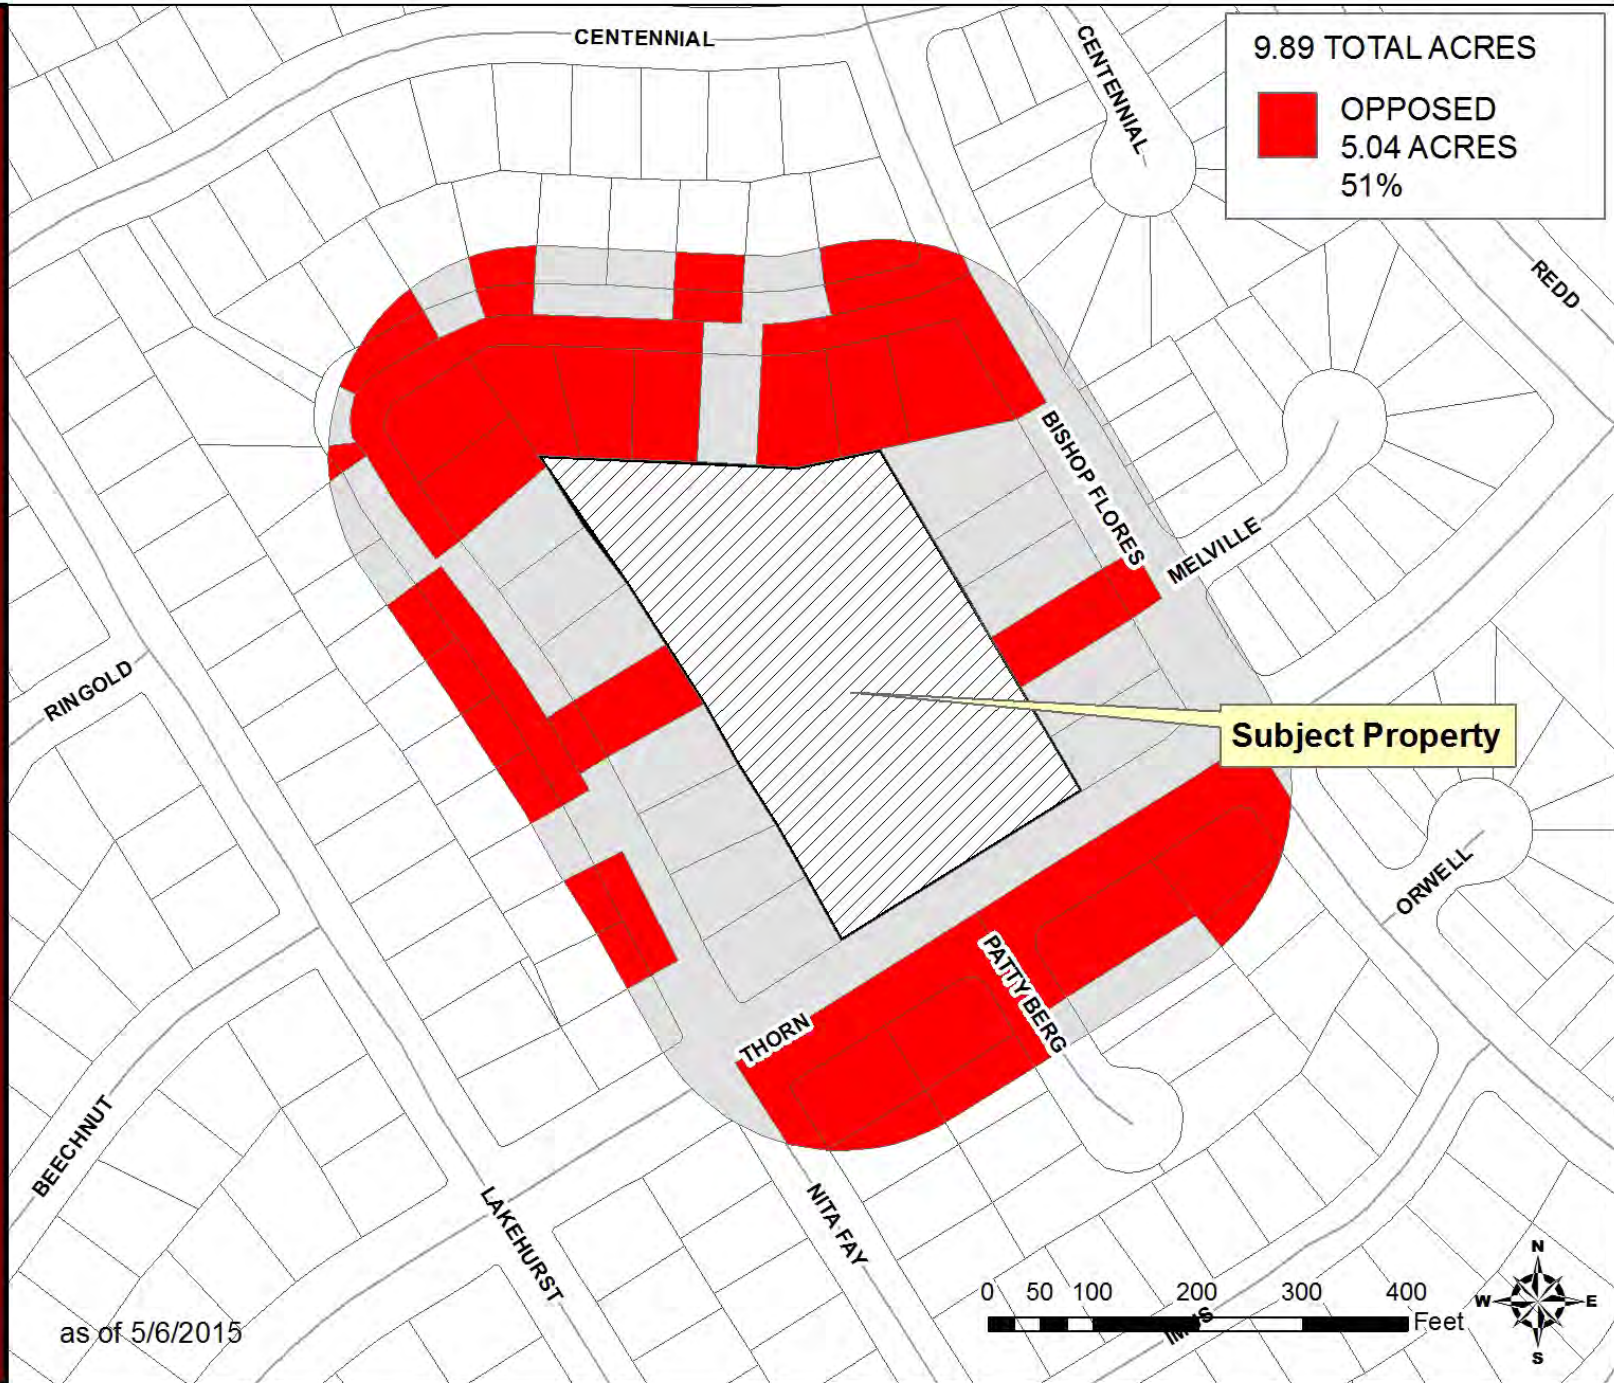 CENTENNIAL
CENTENNIAL
9.89 TOTAL ACRES
OPPOSED
5.04 ACRES
51%
REDD
BISHOP FLORES
MELVILLE
RINGOLD
Subject Property
ORWELL
PATTY BERG
THORN
BEECHNUT
LAKEHURST
NITA FAY
N
W
E
S
0 50 100 200 300 400
Feet
as of 5/6/2015